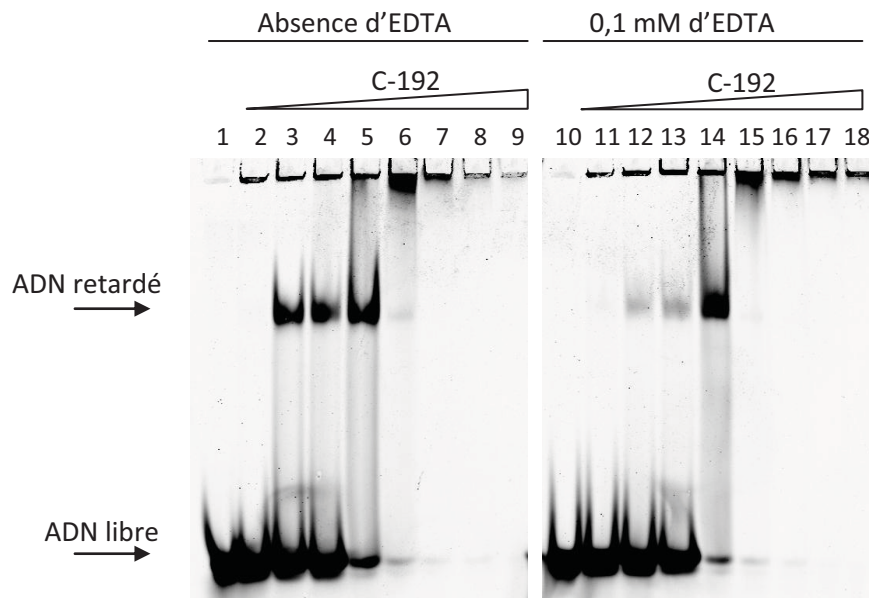 Absence d'EDTA 0,1 mM d'EDTA
C-192 C-192
1 2 3 4 5 6 7 8 9 10 11 12 13 14 15 16 17 18
ADN retardé
ADN libre